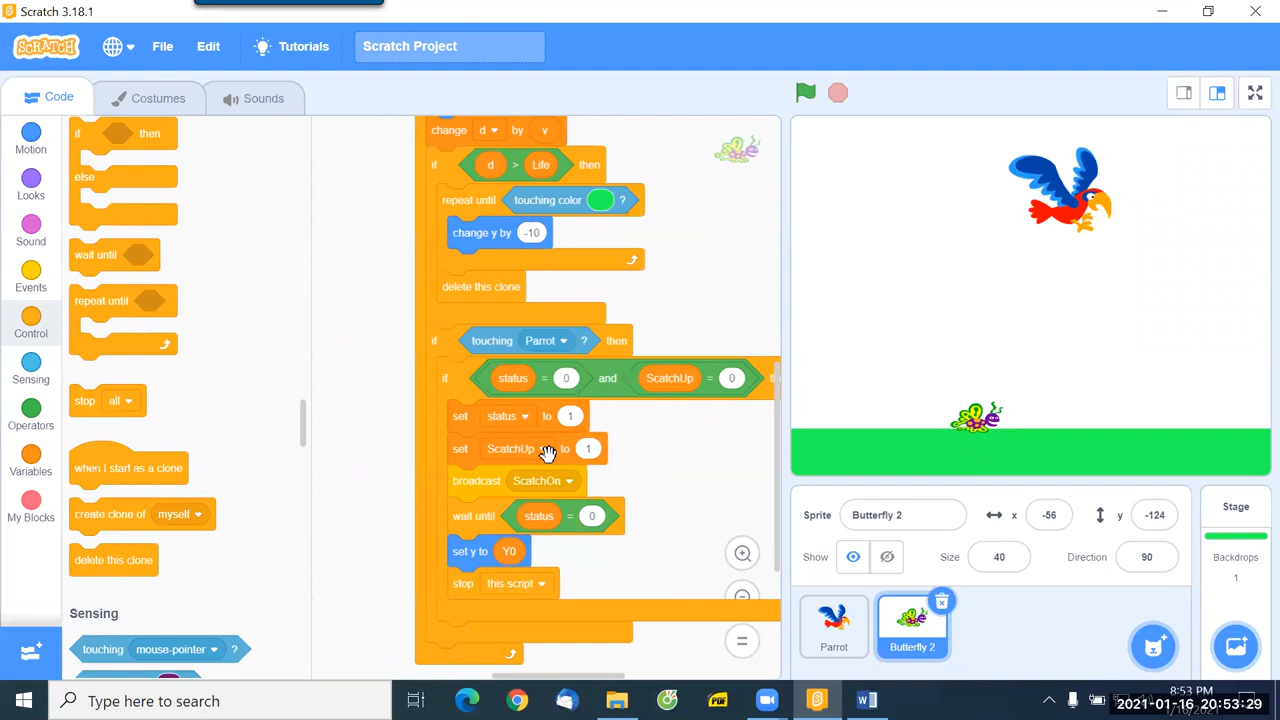 Scratch 3.18.1
SCRATCH
File
Edit
Tutorials
Scratch Project
Code
Costumes
Sounds
Motion
Looks
Sound
Events
Control
Sensing
Operators
Variables
My Blocks
if then
else
wait until
repeat until
stop all
when I start as a clone
create clone of myself
delete this clone
Sensing
touching mouse-pointer ?
change d by v
if d > Life then
repeat until touching color ?
change y by -10
delete this clone
if touching Parrot ? then
if status = 0 and ScatchUp = 0
set status to 1
set ScatchUp to 1
broadcast ScatchOn
wait until status = 0
set y to Y0
stop this script
Sprite Butterfly 2 x -56 y -124
Show Size 40 Direction 90
Parrot
Butterfly 2
Stage
Backdrops
1
Type here to search
PDF
8:53 PM
2021-01-16 20:53:29